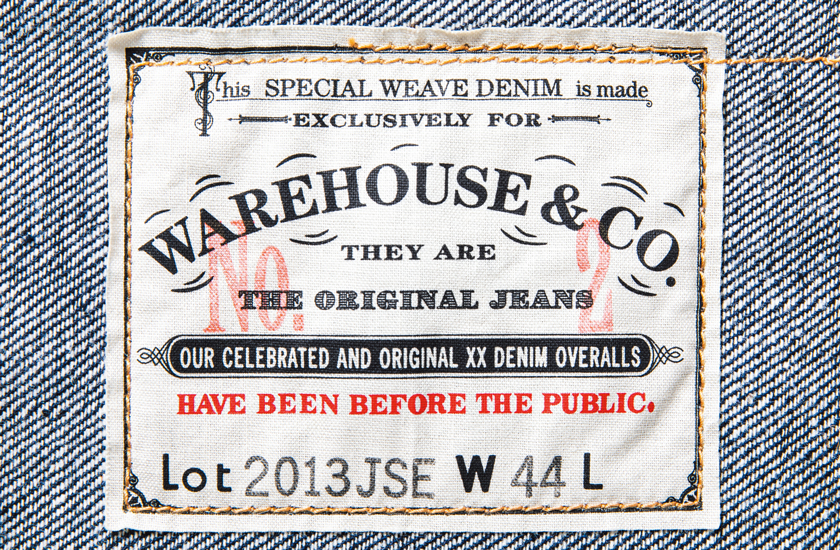 This SPECIAL WEAVE DENIM is made
EXCLUSIVELY FOR
WAREHOUSE & CO.
No. 2
THEY ARE
THE ORIGINAL JEANS
OUR CELEBRATED AND ORIGINAL XX DENIM OVERALLS
HAVE BEEN BEFORE THE PUBLIC.
Lot 2013JSE W 44 L